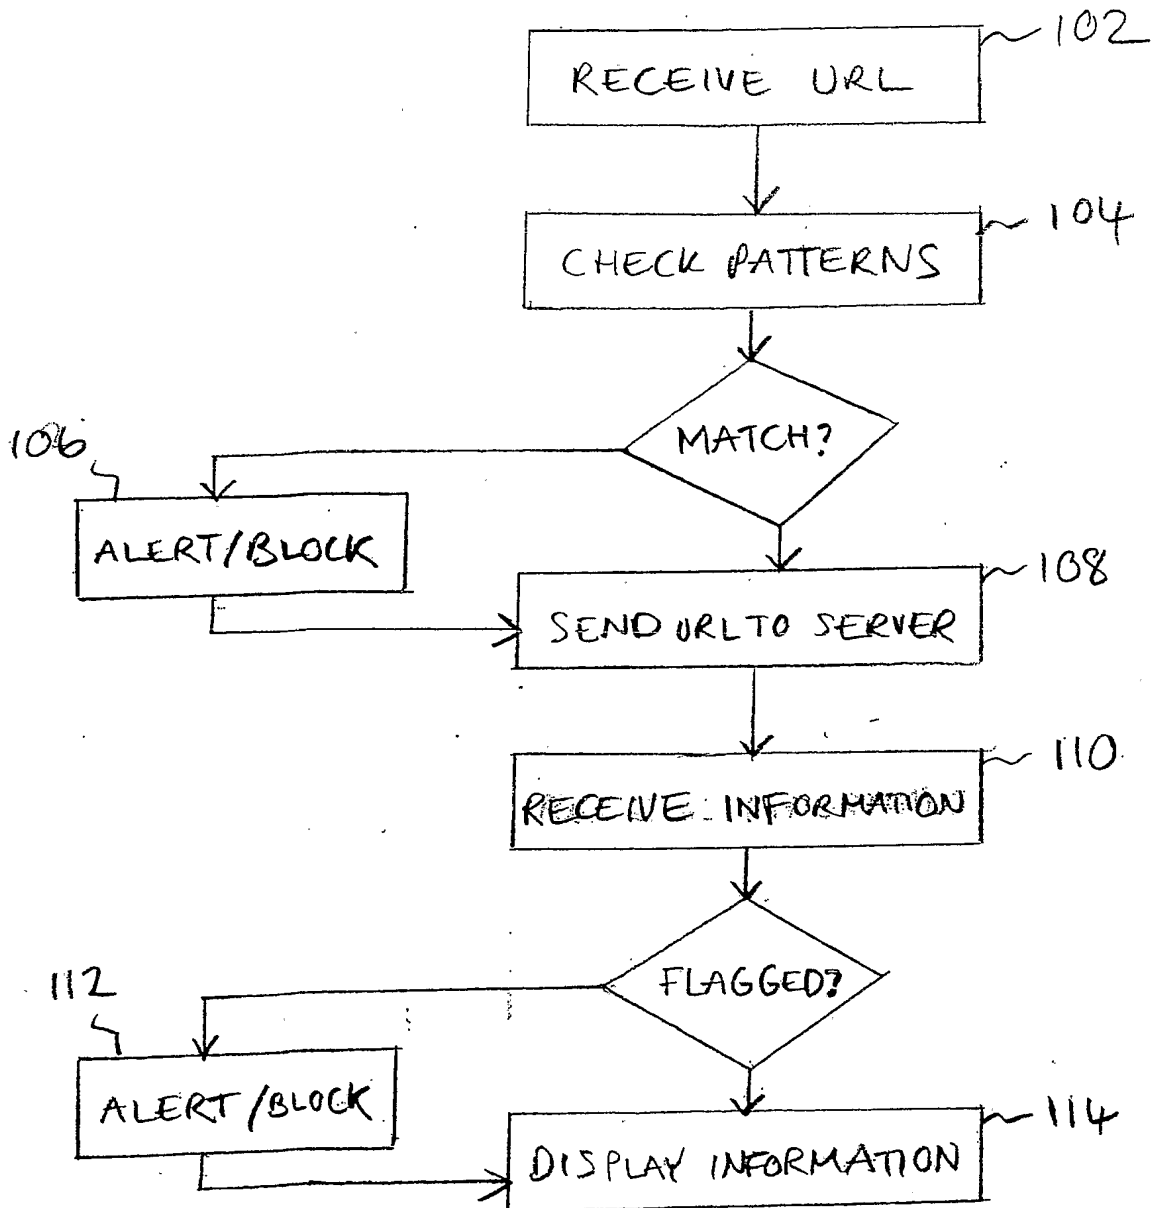 102
RECEIVE URL
104
CHECK PATTERNS
MATCH?
106
ALERT/BLOCK
108
SEND URL TO SERVER
110
RECEIVE INFORMATION
FLAGGED?
112
ALERT/BLOCK
114
DISPLAY INFORMATION